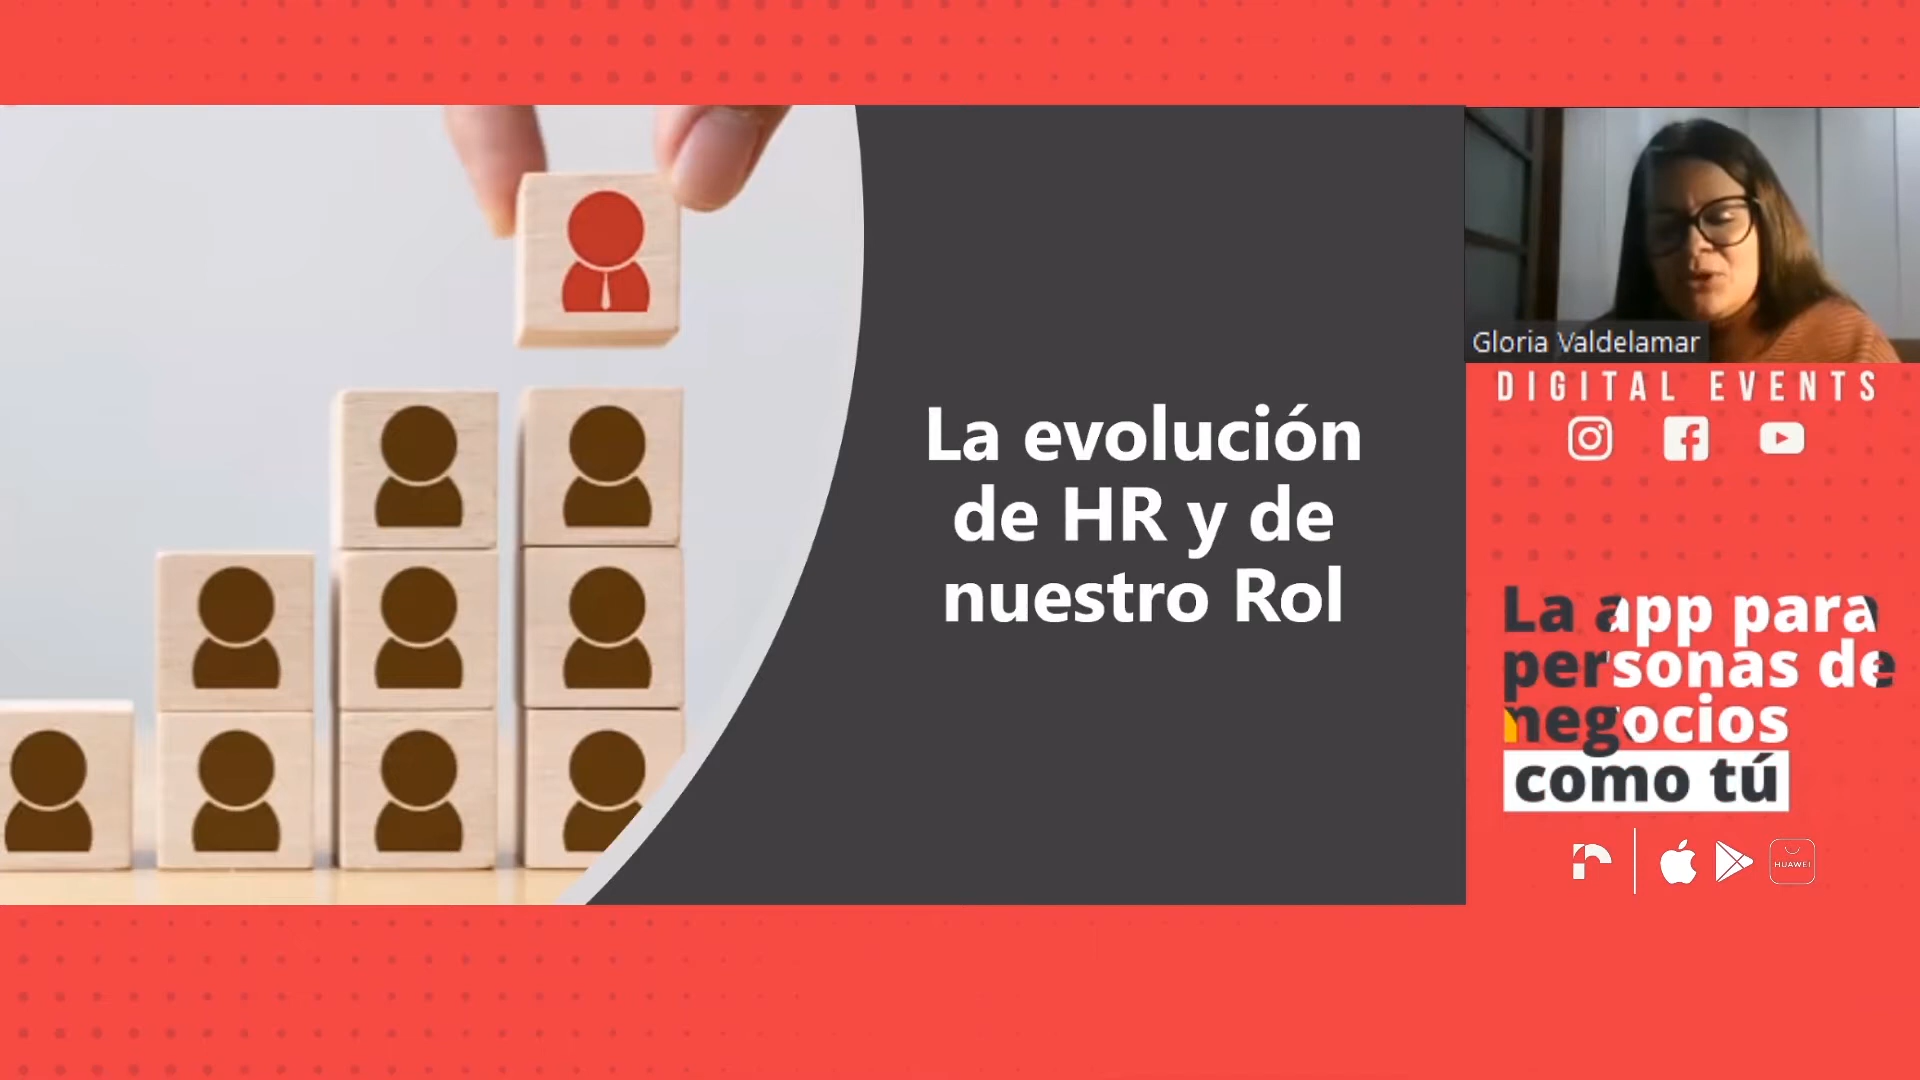 La evolución
de HR y de
nuestro Rol
Gloria Valdelamar
DIGITAL EVENTS
La app para
personas de
negocios
como tú
HUAWEI